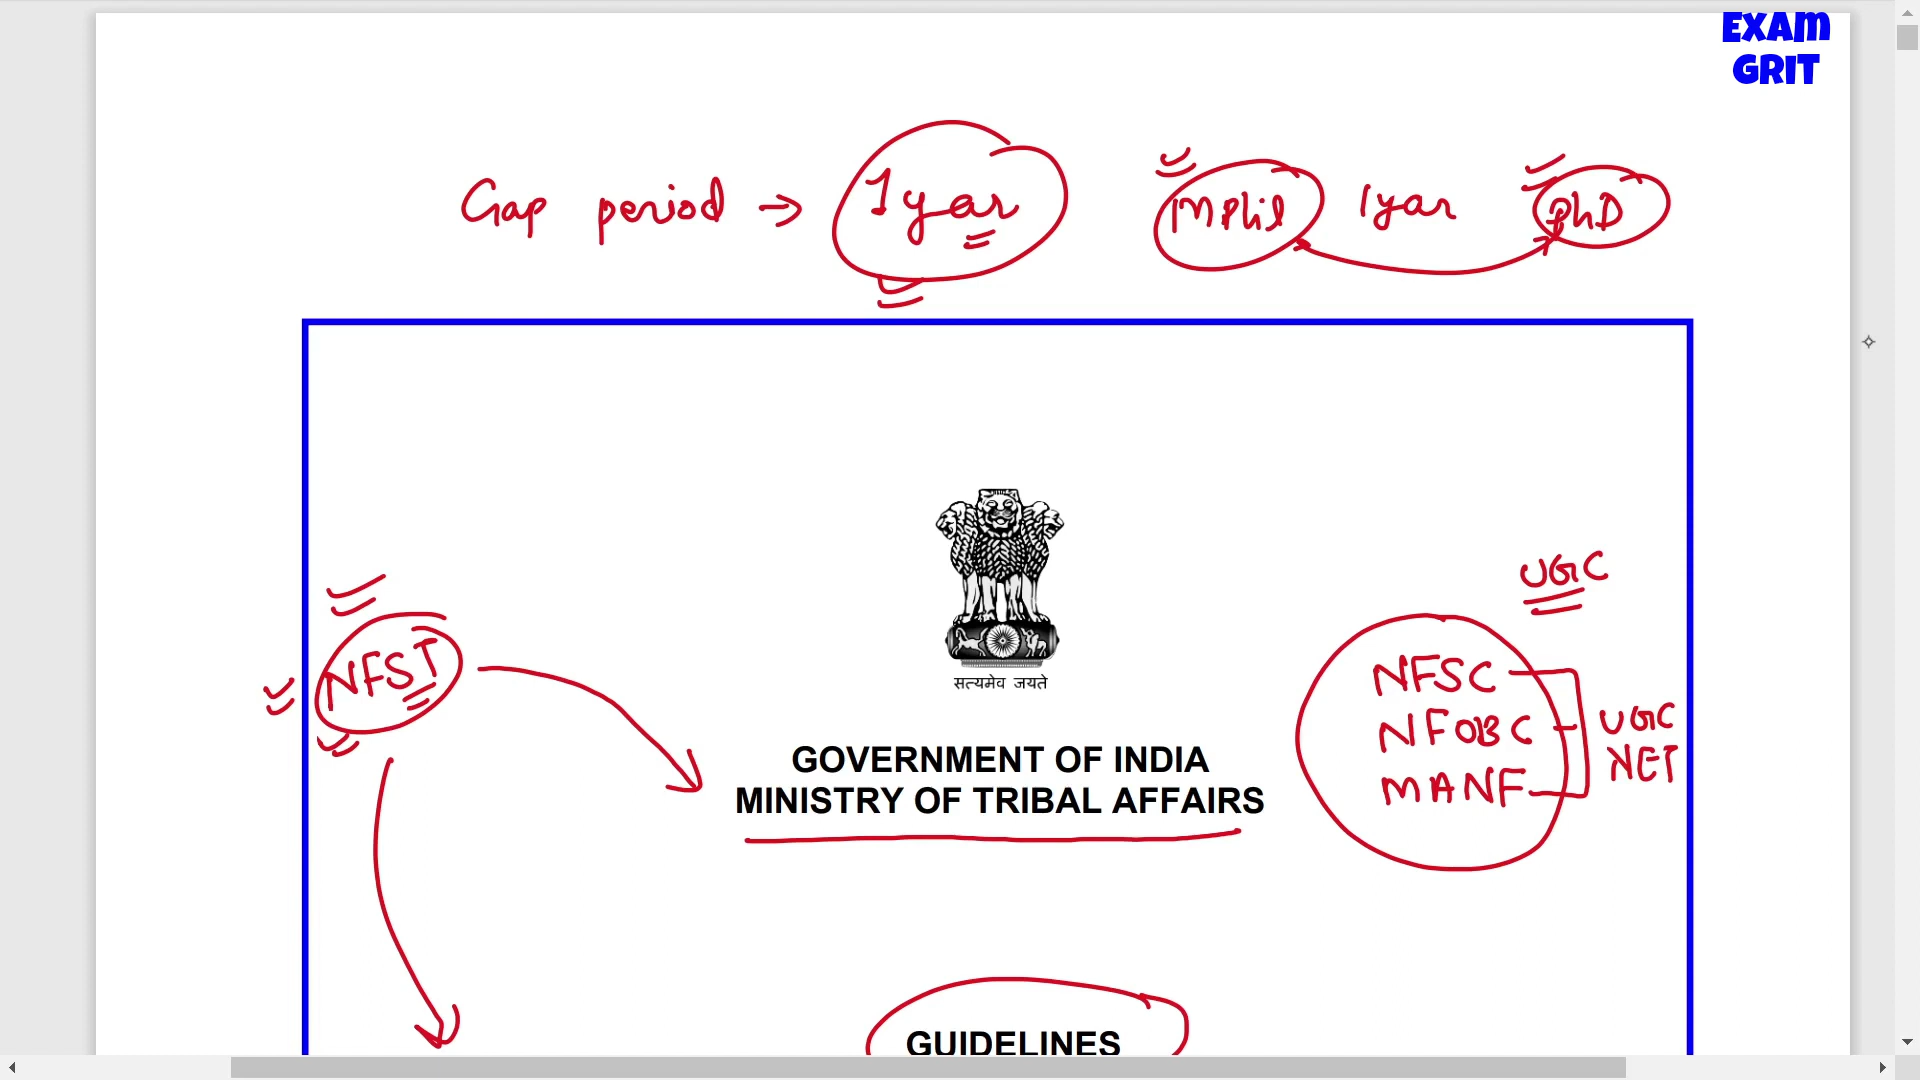 EXAM
GRIT
Gap period → 1 year MPhil 1 year PhD
UGC
NFST
NFSC
NFOBC
MANF
UGC
NET
सत्यमेव जयते
GOVERNMENT OF INDIA
MINISTRY OF TRIBAL AFFAIRS
GUIDELINES